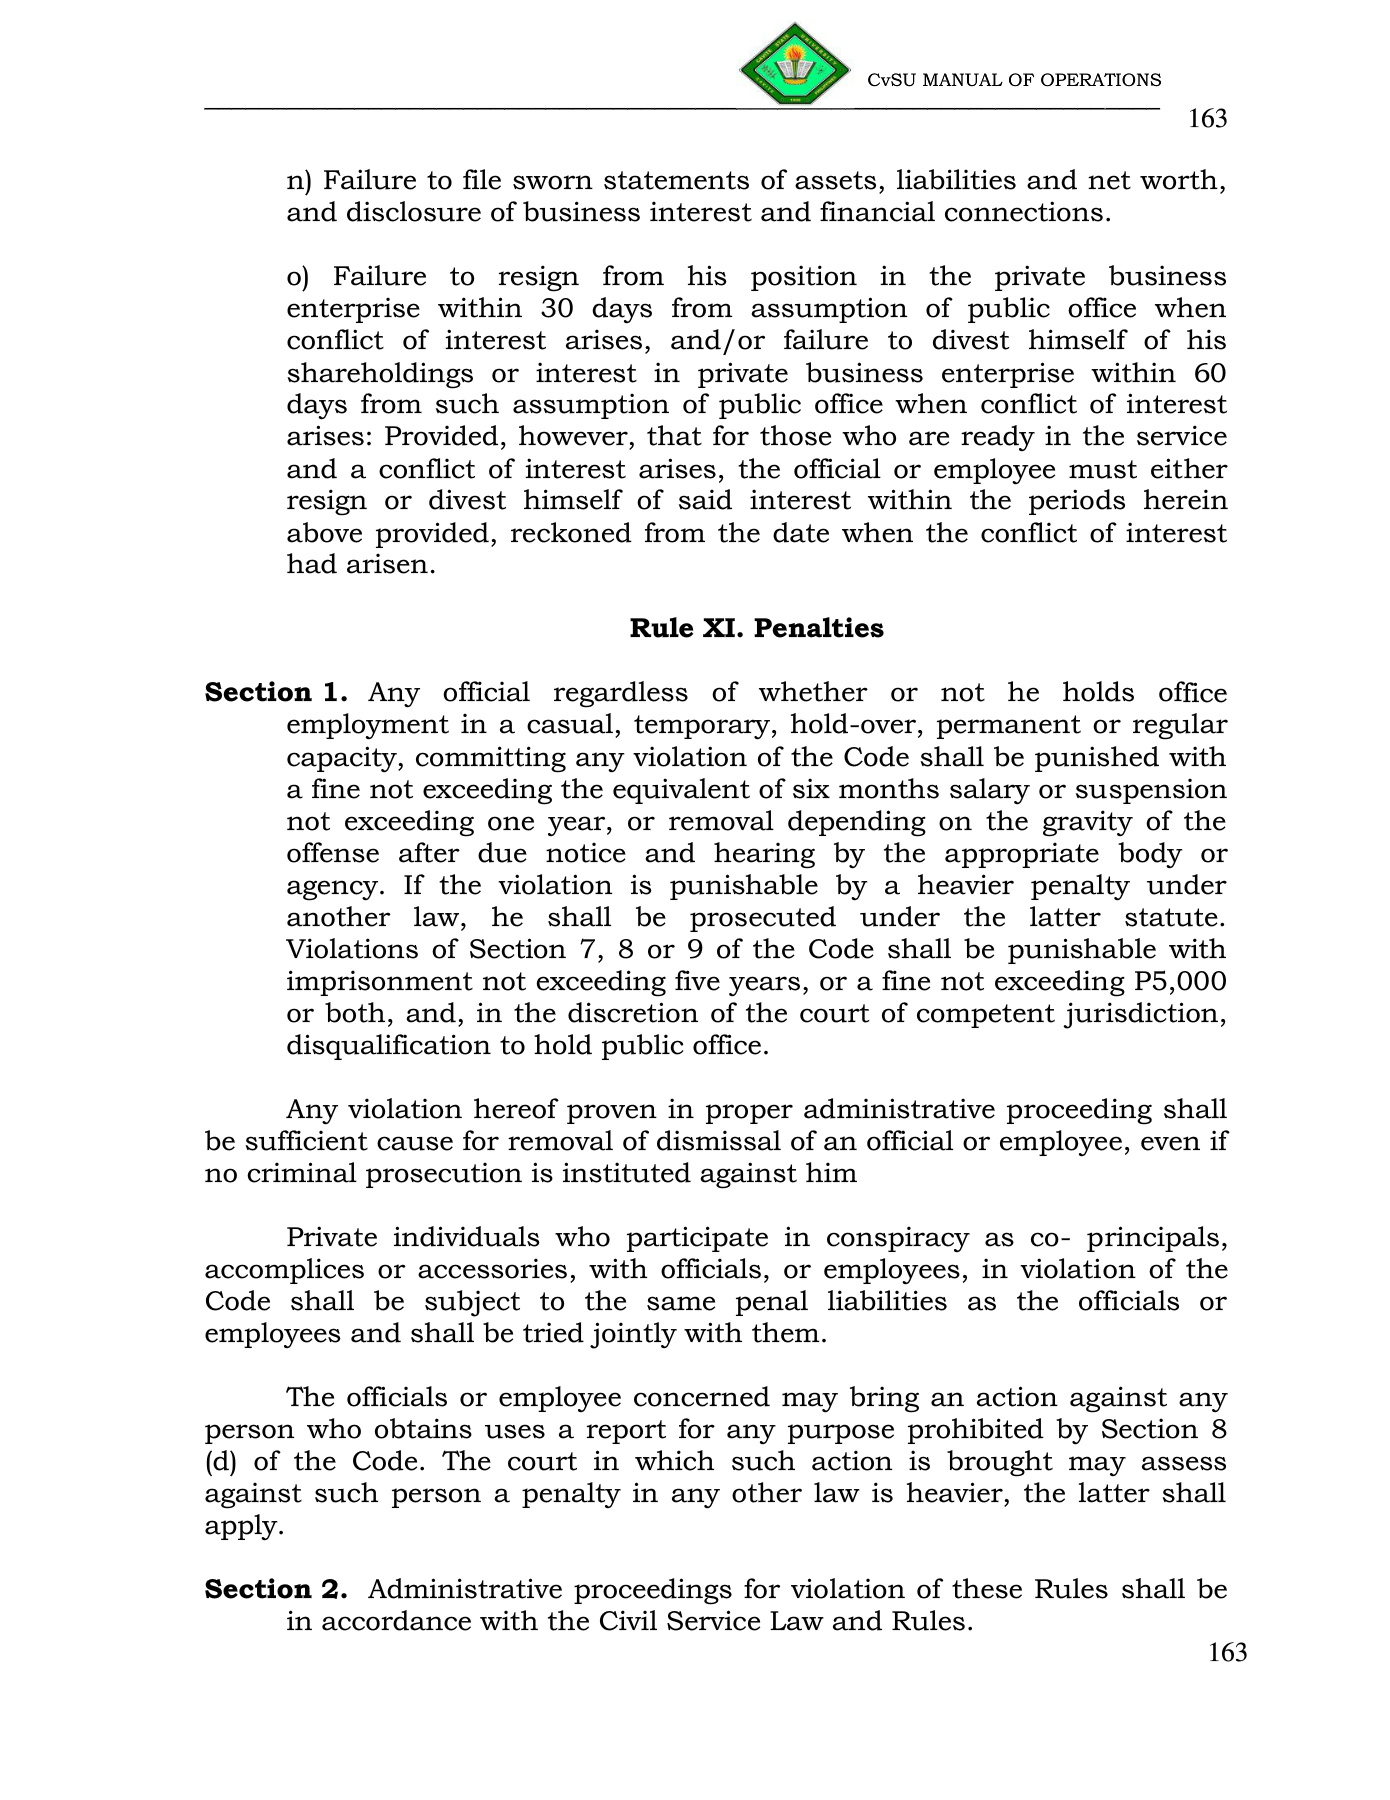 CvSU MANUAL OF OPERATIONS
163
n) Failure to file sworn statements of assets, liabilities and net worth,
and disclosure of business interest and financial connections.
o) Failure to resign from his position in the private business
enterprise within 30 days from assumption of public office when
conflict of interest arises, and/or failure to divest himself of his
shareholdings or interest in private business enterprise within 60
days from such assumption of public office when conflict of interest
arises: Provided, however, that for those who are ready in the service
and a conflict of interest arises, the official or employee must either
resign or divest himself of said interest within the periods herein
above provided, reckoned from the date when the conflict of interest
had arisen.
Rule XI. Penalties
Section 1. Any official regardless of whether or not he holds office
employment in a casual, temporary, hold-over, permanent or regular
capacity, committing any violation of the Code shall be punished with
a fine not exceeding the equivalent of six months salary or suspension
not exceeding one year, or removal depending on the gravity of the
offense after due notice and hearing by the appropriate body or
agency. If the violation is punishable by a heavier penalty under
another law, he shall be prosecuted under the latter statute.
Violations of Section 7, 8 or 9 of the Code shall be punishable with
imprisonment not exceeding five years, or a fine not exceeding P5,000
or both, and, in the discretion of the court of competent jurisdiction,
disqualification to hold public office.
Any violation hereof proven in proper administrative proceeding shall
be sufficient cause for removal of dismissal of an official or employee, even if
no criminal prosecution is instituted against him
Private individuals who participate in conspiracy as co- principals,
accomplices or accessories, with officials, or employees, in violation of the
Code shall be subject to the same penal liabilities as the officials or
employees and shall be tried jointly with them.
The officials or employee concerned may bring an action against any
person who obtains uses a report for any purpose prohibited by Section 8
(d) of the Code. The court in which such action is brought may assess
against such person a penalty in any other law is heavier, the latter shall
apply.
Section 2. Administrative proceedings for violation of these Rules shall be
in accordance with the Civil Service Law and Rules.
163